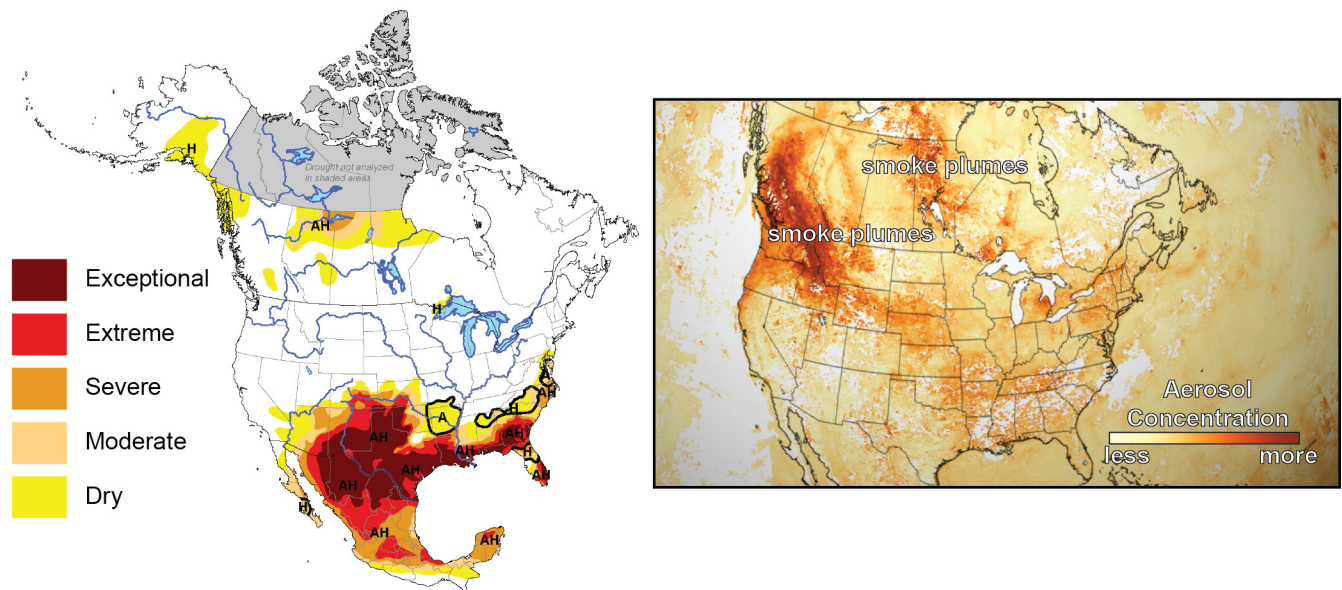 Exceptional
Extreme
Severe
Moderate
Dry
H
Drought not analyzed
in shaded areas
AH
H
A
AH
A
H
AH
AH
AH
AH
AH
H
AH
H
AH
AH
smoke plumes
smoke plumes
Aerosol
Concentration
less more